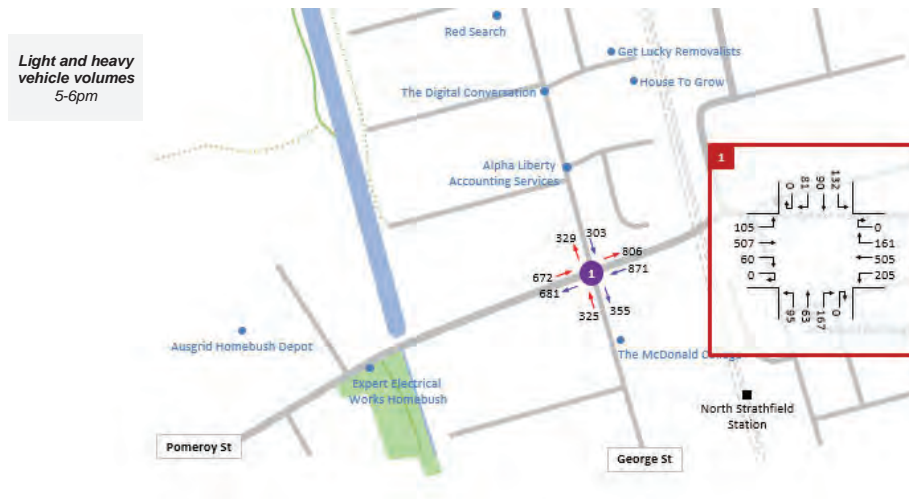 Light and heavy
vehicle volumes
5-6pm
Red Search
Get Lucky Removalists
House To Grow
The Digital Conversation
Alpha Liberty
Accounting Services
1
0
81
90
132
105
507
60
0
0
161
505
205
95
63
167
0
329
303
806
672
1
871
681
325
355
Ausgrid Homebush Depot
The McDonald
Expert Electrical
Works Homebush
North Strathfield
Station
Pomeroy St
George St